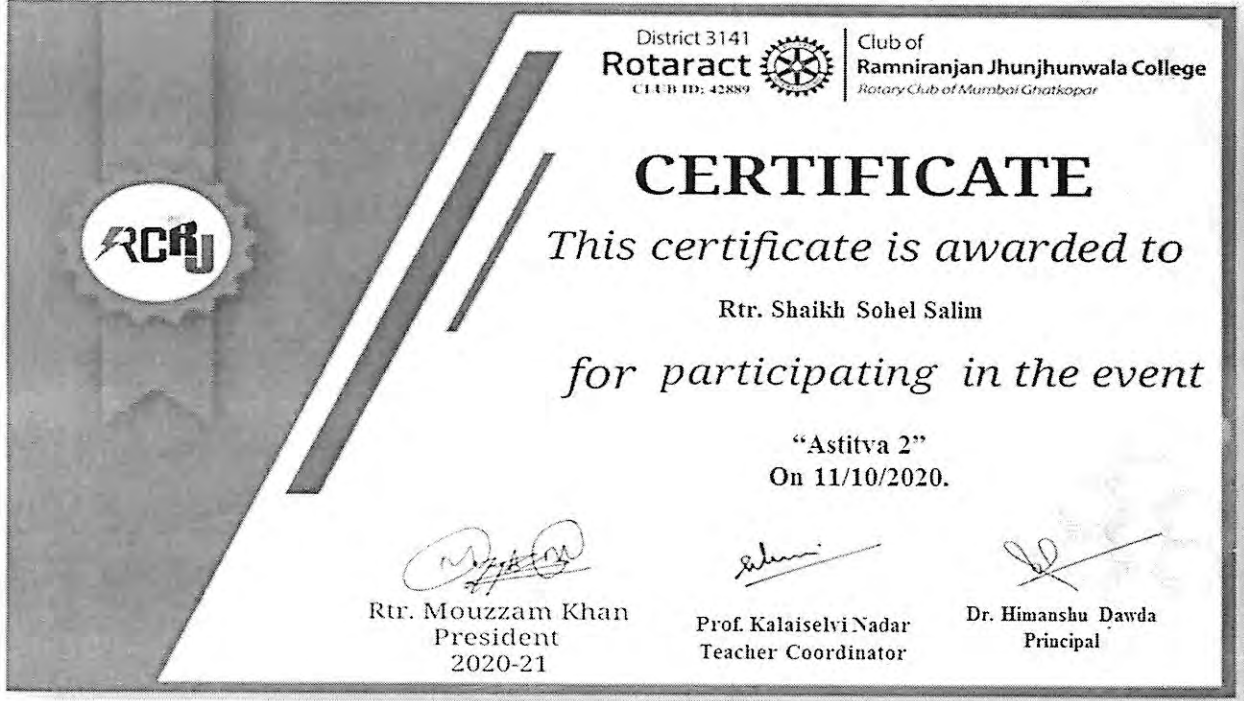 District 3141
Rotaract
CLUB ID: 42889
Club of
Ramniranjan Jhunjhunwala College
Rotary Club of Mumbai Ghatkopar
RCRJ
CERTIFICATE
This certificate is awarded to
Rtr. Shaikh Sohel Salim
for participating in the event
“Astitva 2”
On 11/10/2020.
Rtr. Mouzzam Khan
President
2020-21
Prof. Kalaiselvi Nadar
Teacher Coordinator
Dr. Himanshu Dawda
Principal